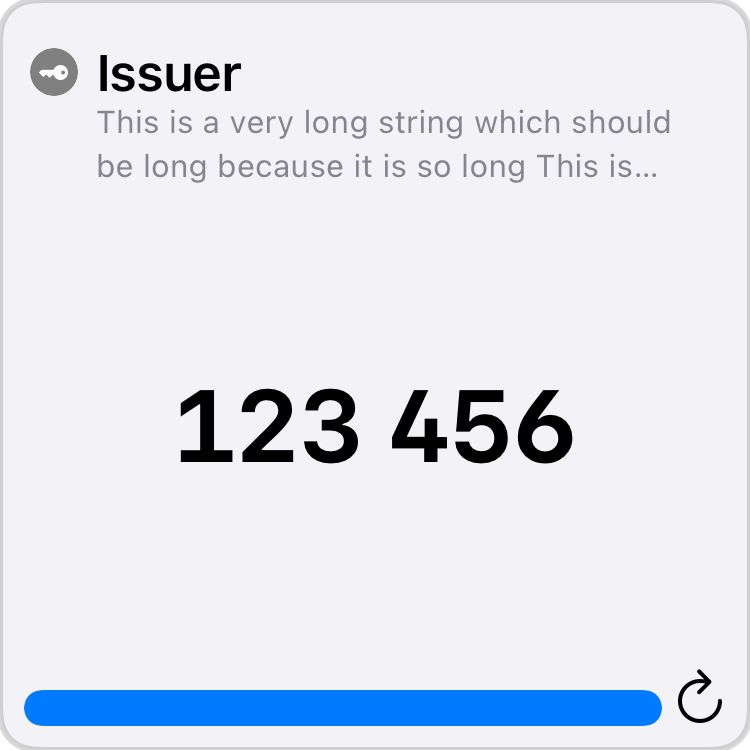 Issuer
This is a very long string which should
be long because it is so long This is...
123 456